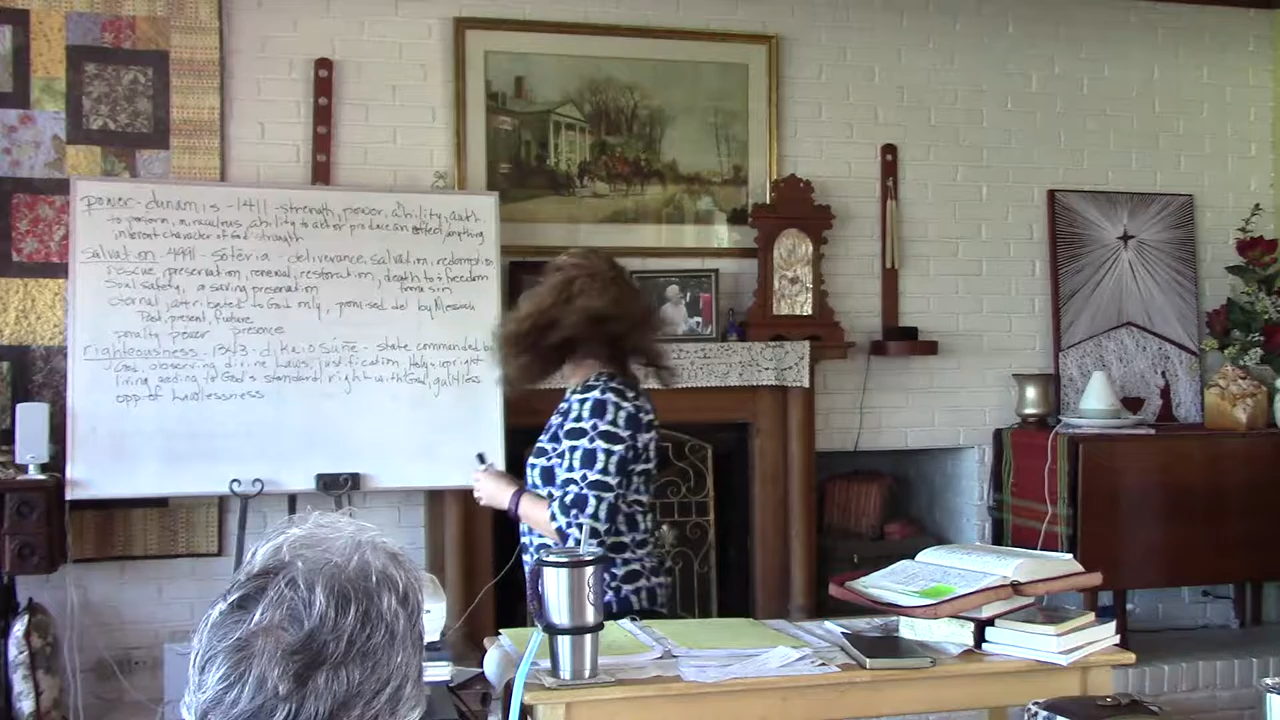 power - dunamis - 1411 - strength, power, ability, auth.
to perform, miraculous, ability to act or produce an effect/anything
inherent character of God's strength
salvation - 4991 - sōteria - deliverance, salvation, redemption
rescue, preservation, renewal, restoration, death to freedom
Soul safety, a saving preservation from sin
eternal, attributed to God only, promised del by Messiah
Past, present, future
penalty power presence
righteousness - 1343 - dikaiosune - state commanded by
God, observing divine Laws, justification, Holy, upright
living according to God's standard, right with God, guiltless
opp of Lawlessness